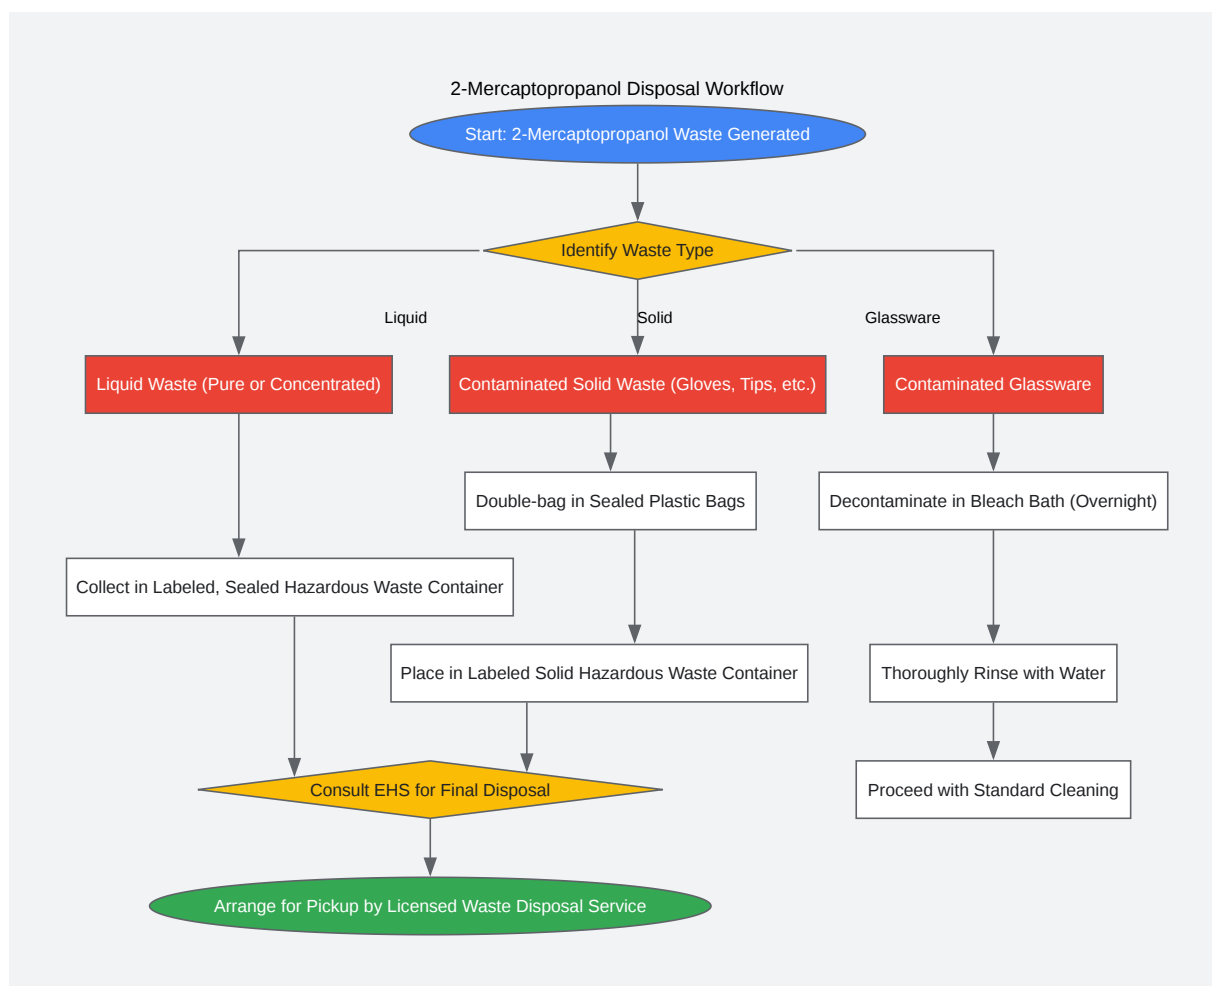 2-Mercaptopropanol Disposal Workflow
Start: 2-Mercaptopropanol Waste Generated
Identify Waste Type
Liquid
Solid
Glassware
Liquid Waste (Pure or Concentrated)
Contaminated Solid Waste (Gloves, Tips, etc.)
Contaminated Glassware
Double-bag in Sealed Plastic Bags
Decontaminate in Bleach Bath (Overnight)
Collect in Labeled, Sealed Hazardous Waste Container
Place in Labeled Solid Hazardous Waste Container
Thoroughly Rinse with Water
Consult EHS for Final Disposal
Proceed with Standard Cleaning
Arrange for Pickup by Licensed Waste Disposal Service